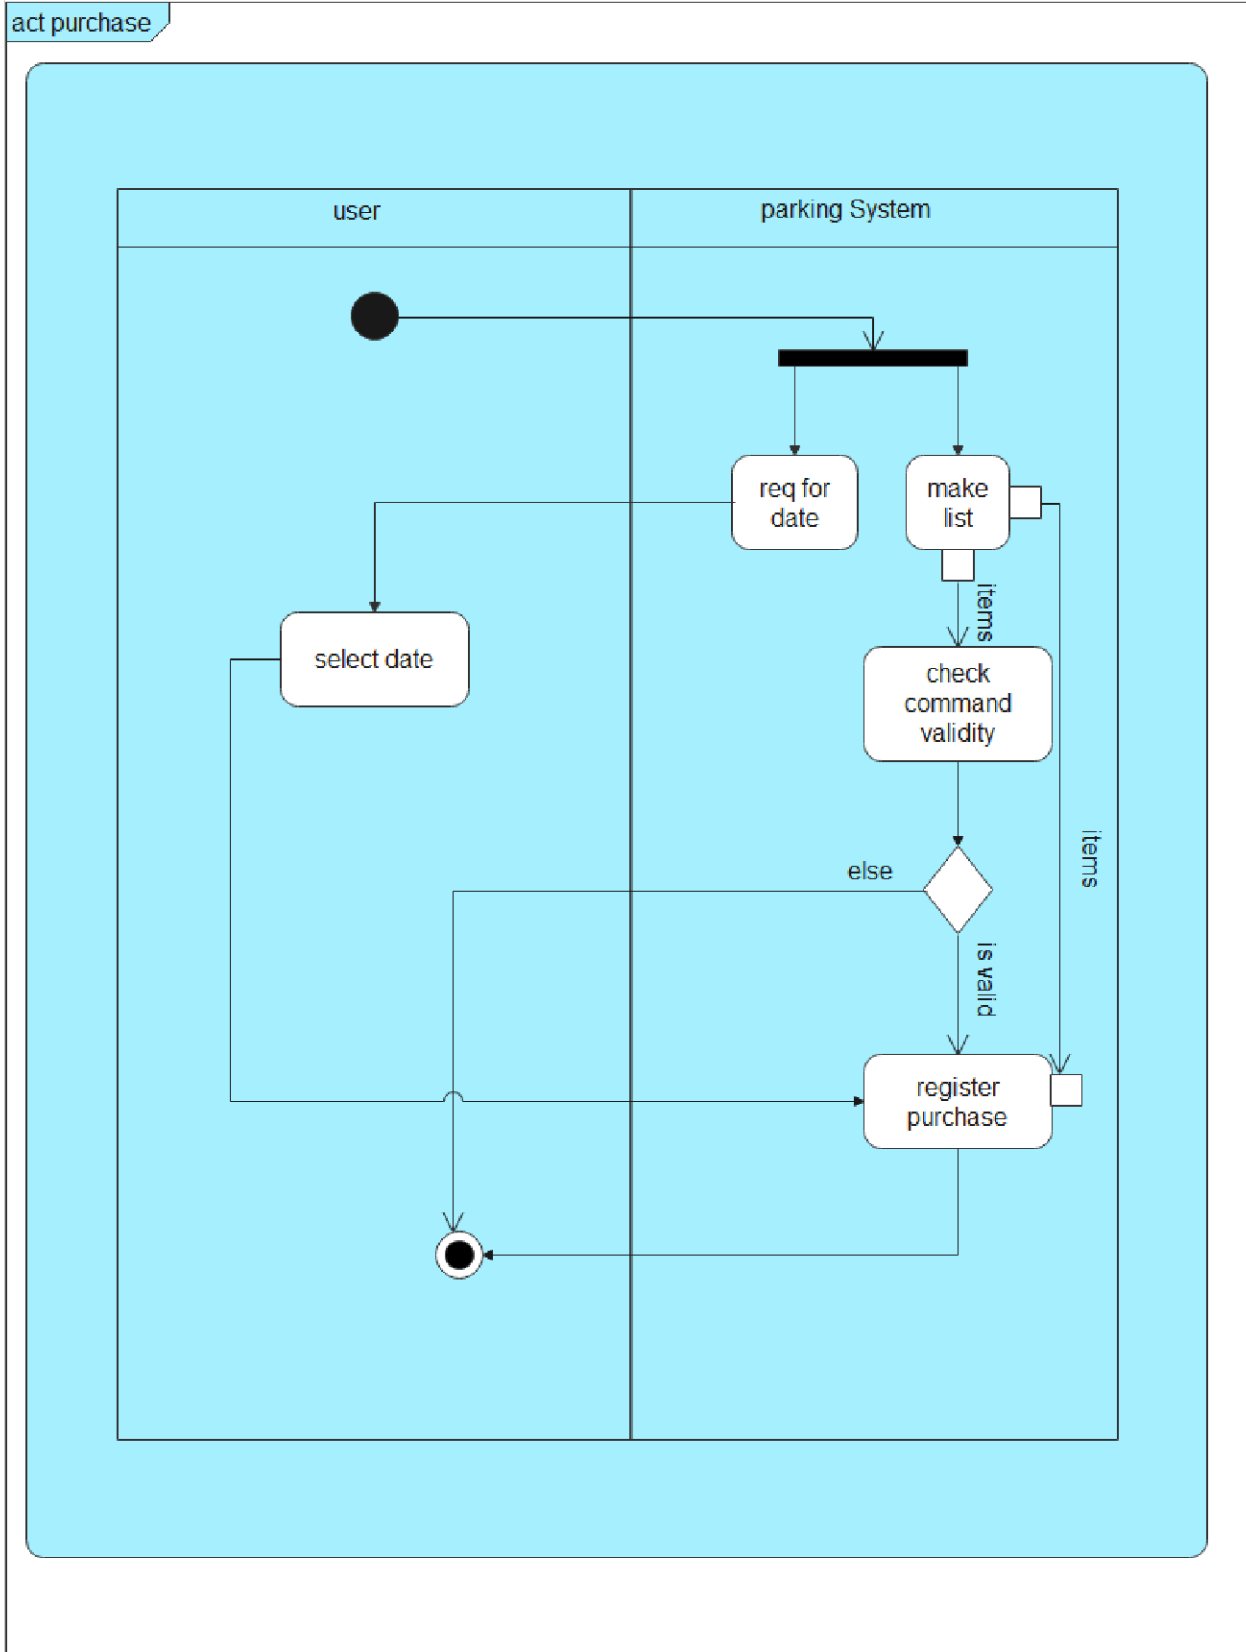 act purchase
user
parking System
req for
date
make
list
items
select date
check
command
validity
items
else
is valid
register
purchase